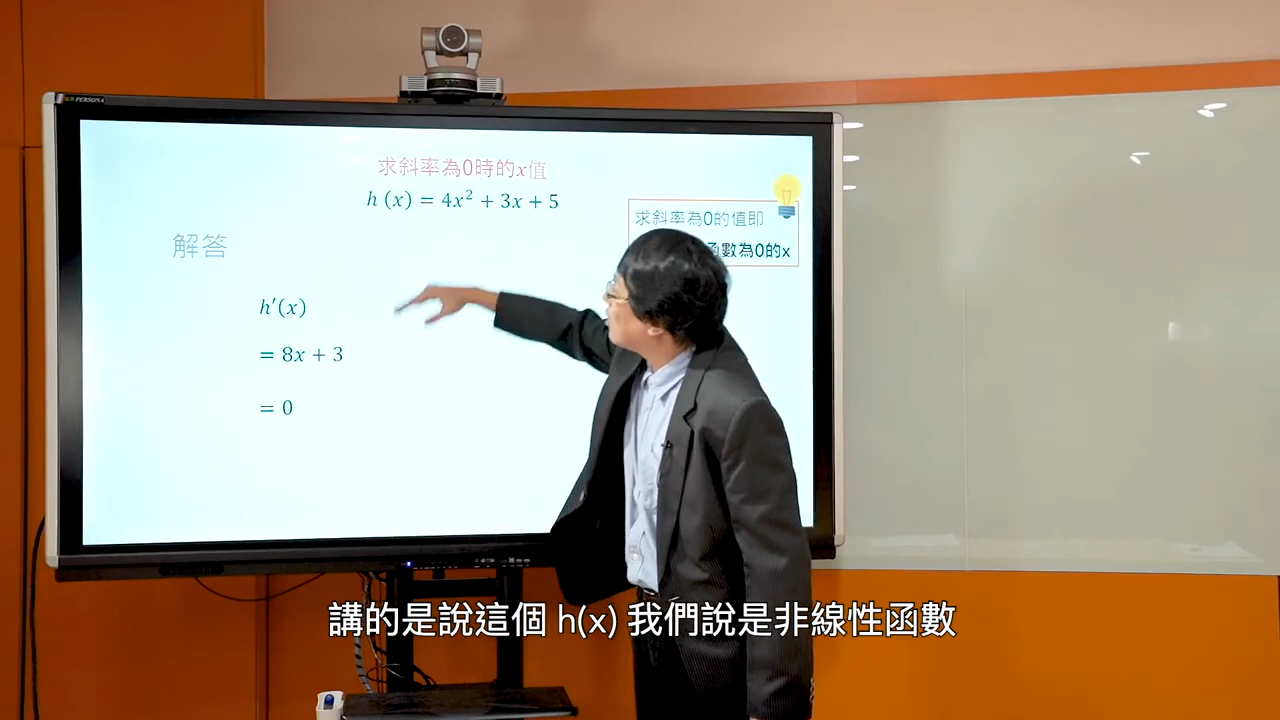 PERSONA
求斜率為0時的x值
h (x) = 4x² + 3x + 5
求斜率為0的值即
函數為0的x
解答
h′(x)
= 8x + 3
= 0
講的是說這個 h(x) 我們說是非線性函數